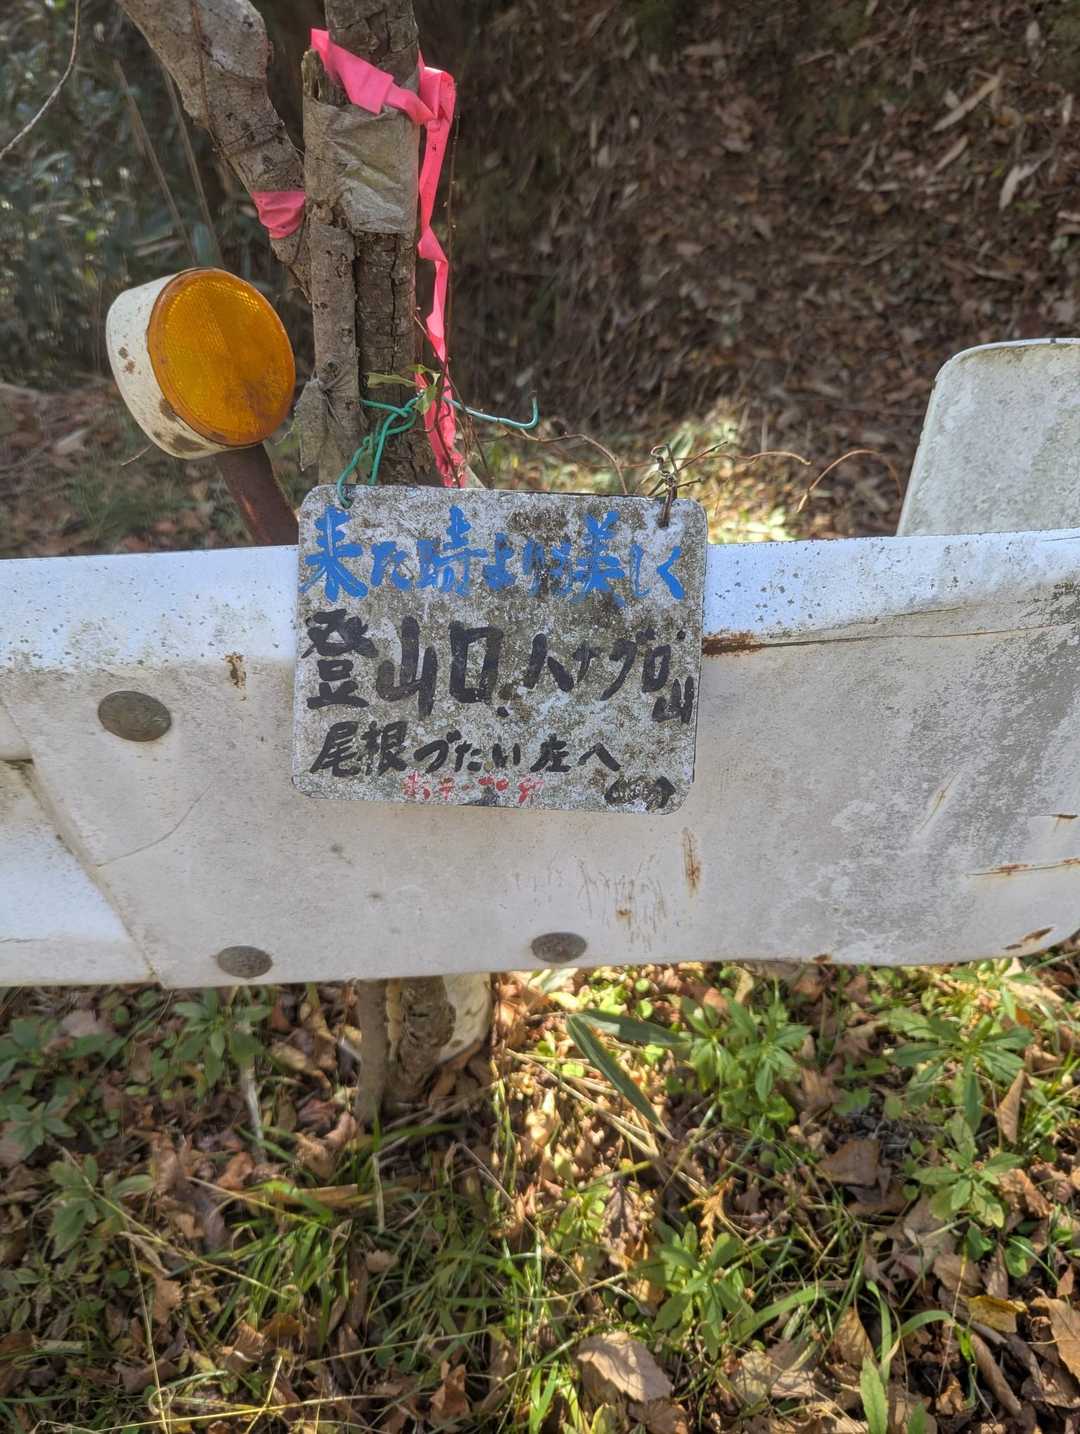 来た時よりも美しく
登山口 ハナグロ山
尾根づたい左へ